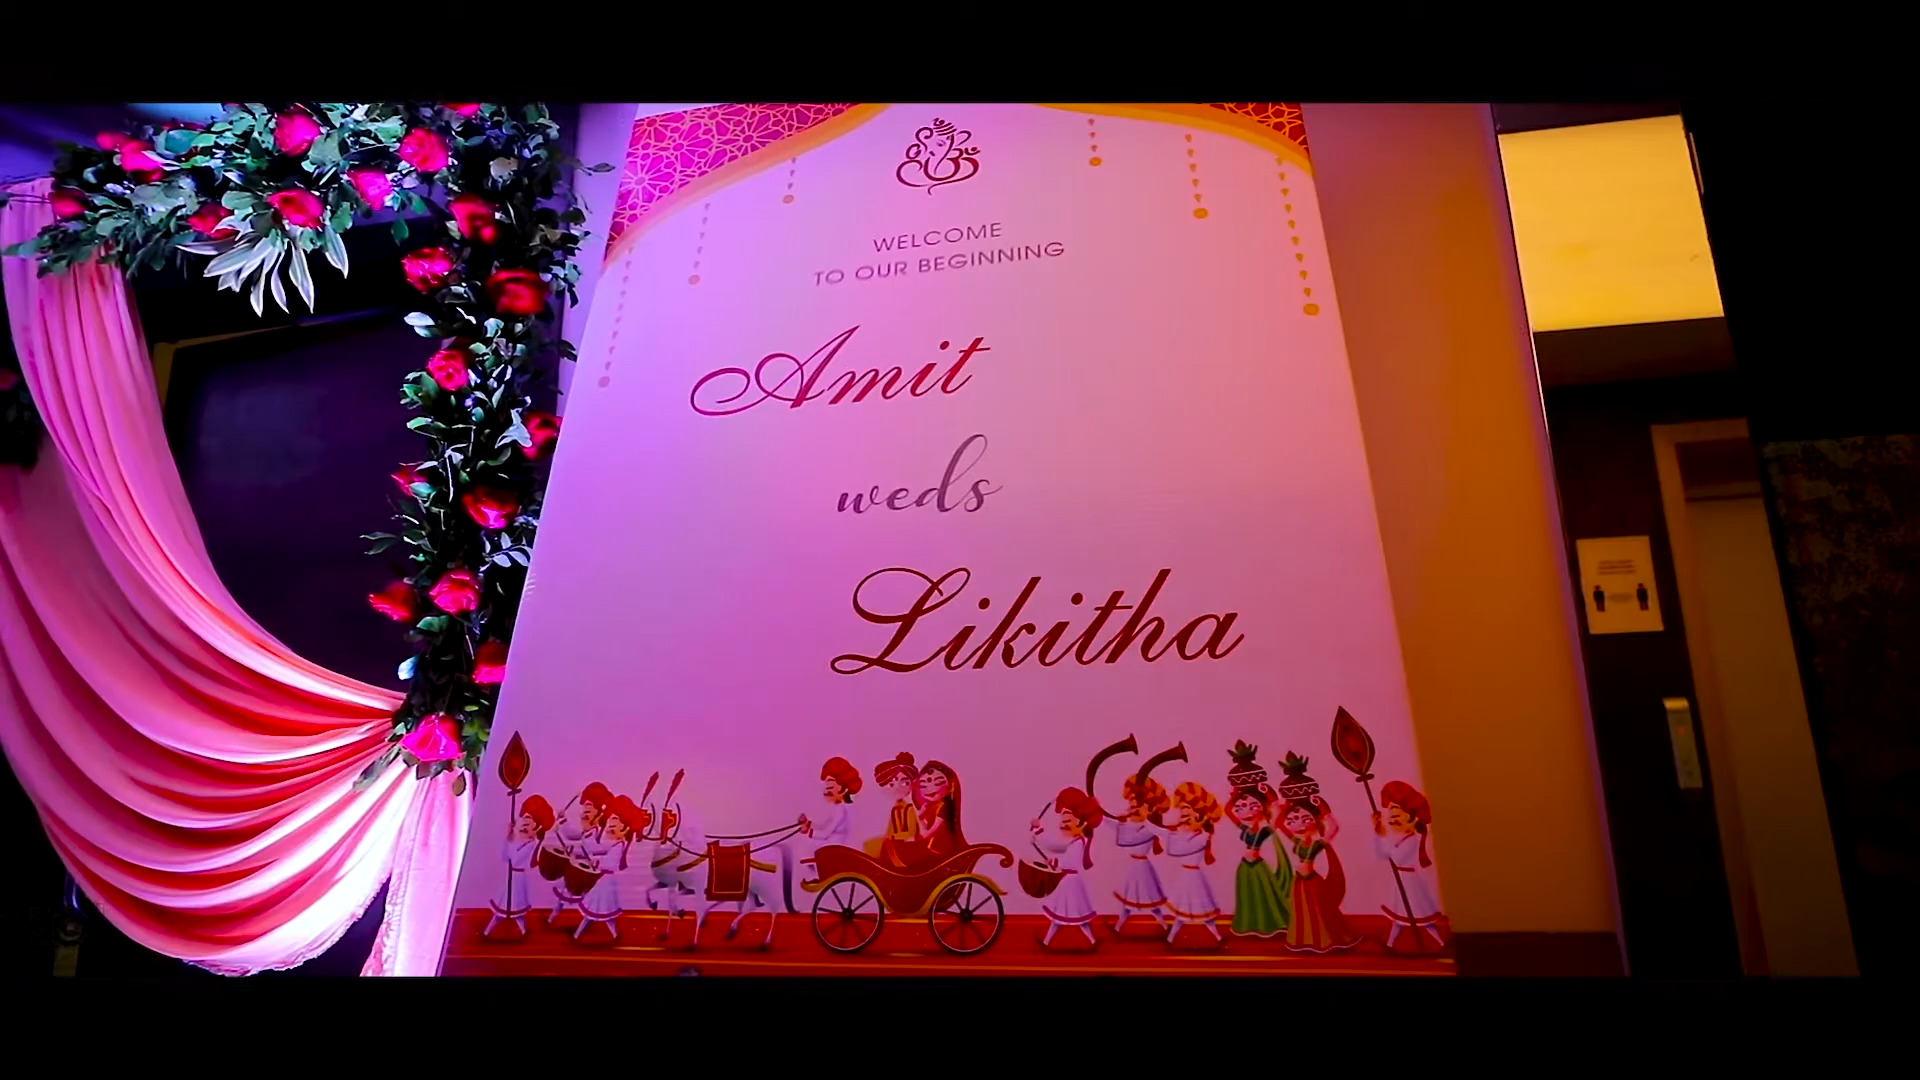 WELCOME
TO OUR BEGINNING
Amit
weds
Likitha